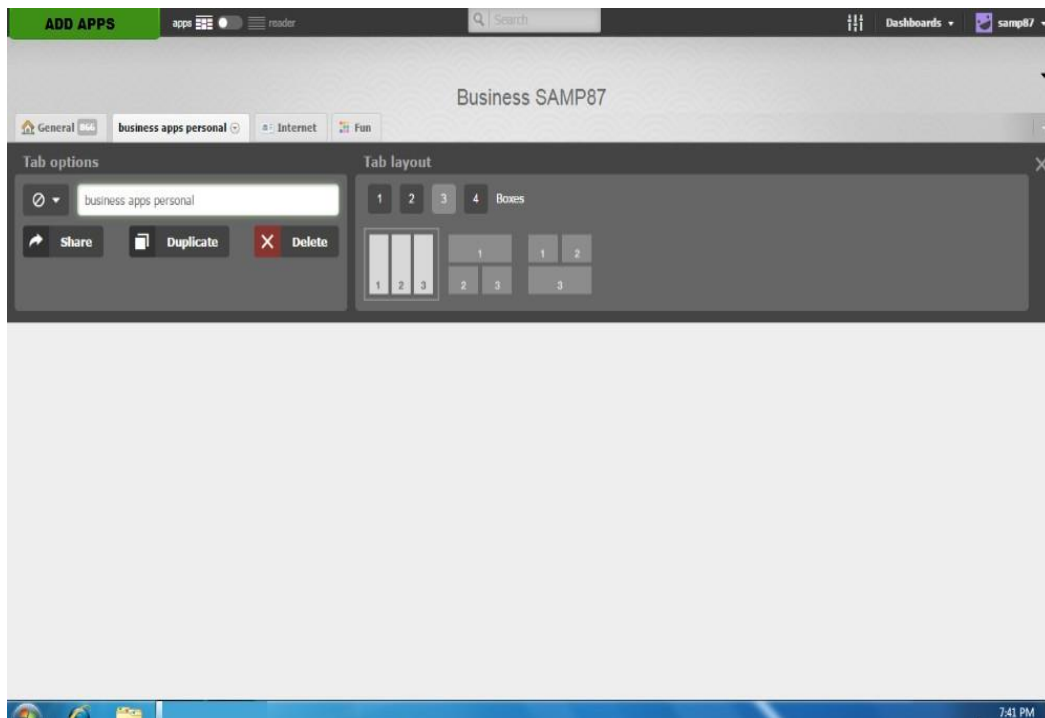 ADD APPS apps reader Search Dashboards samp87
Business SAMP87
General business apps personal Internet Fun
Tab options Tab layout
business apps personal 1 2 3 4 Boxes
Share Duplicate Delete
1 1 2
1 2 3 2 3 3
7:41 PM